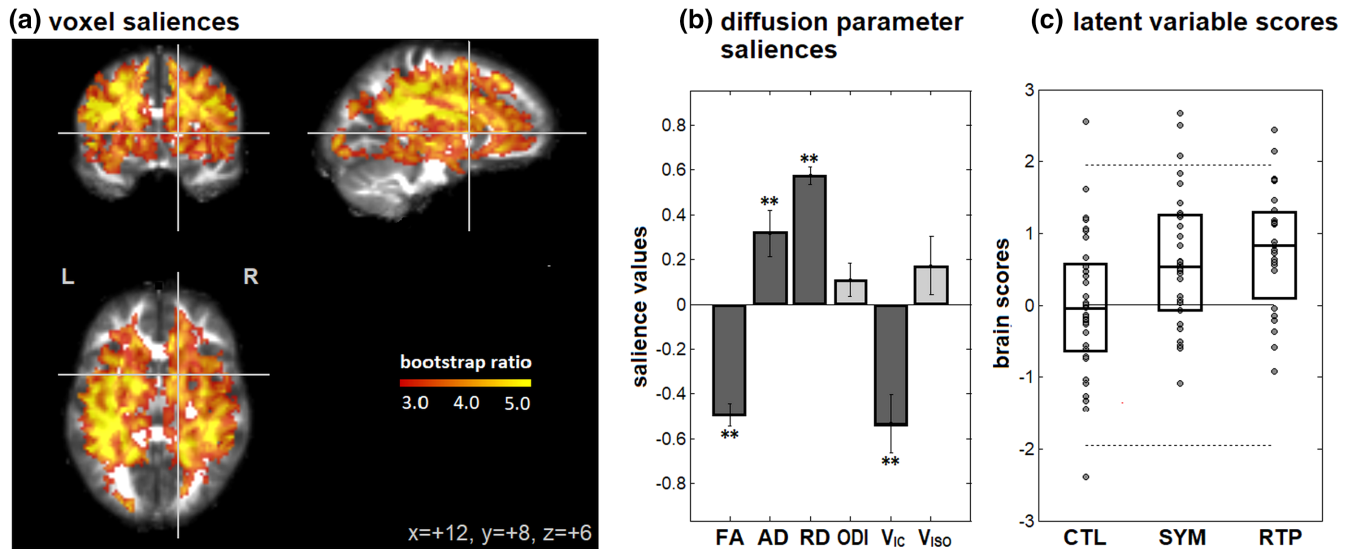 (a) voxel saliences
L R
bootstrap ratio
3.0 4.0 5.0
x=+12, y=+8, z=+6
(b) diffusion parameter
saliences
salience values
0.8
0.6
0.4
0.2
0
-0.2
-0.4
-0.6
-0.8
**
**
**
**
FA AD RD ODI VIC VISO
(c) latent variable scores
brain scores
3
2
1
0
-1
-2
-3
CTL SYM RTP